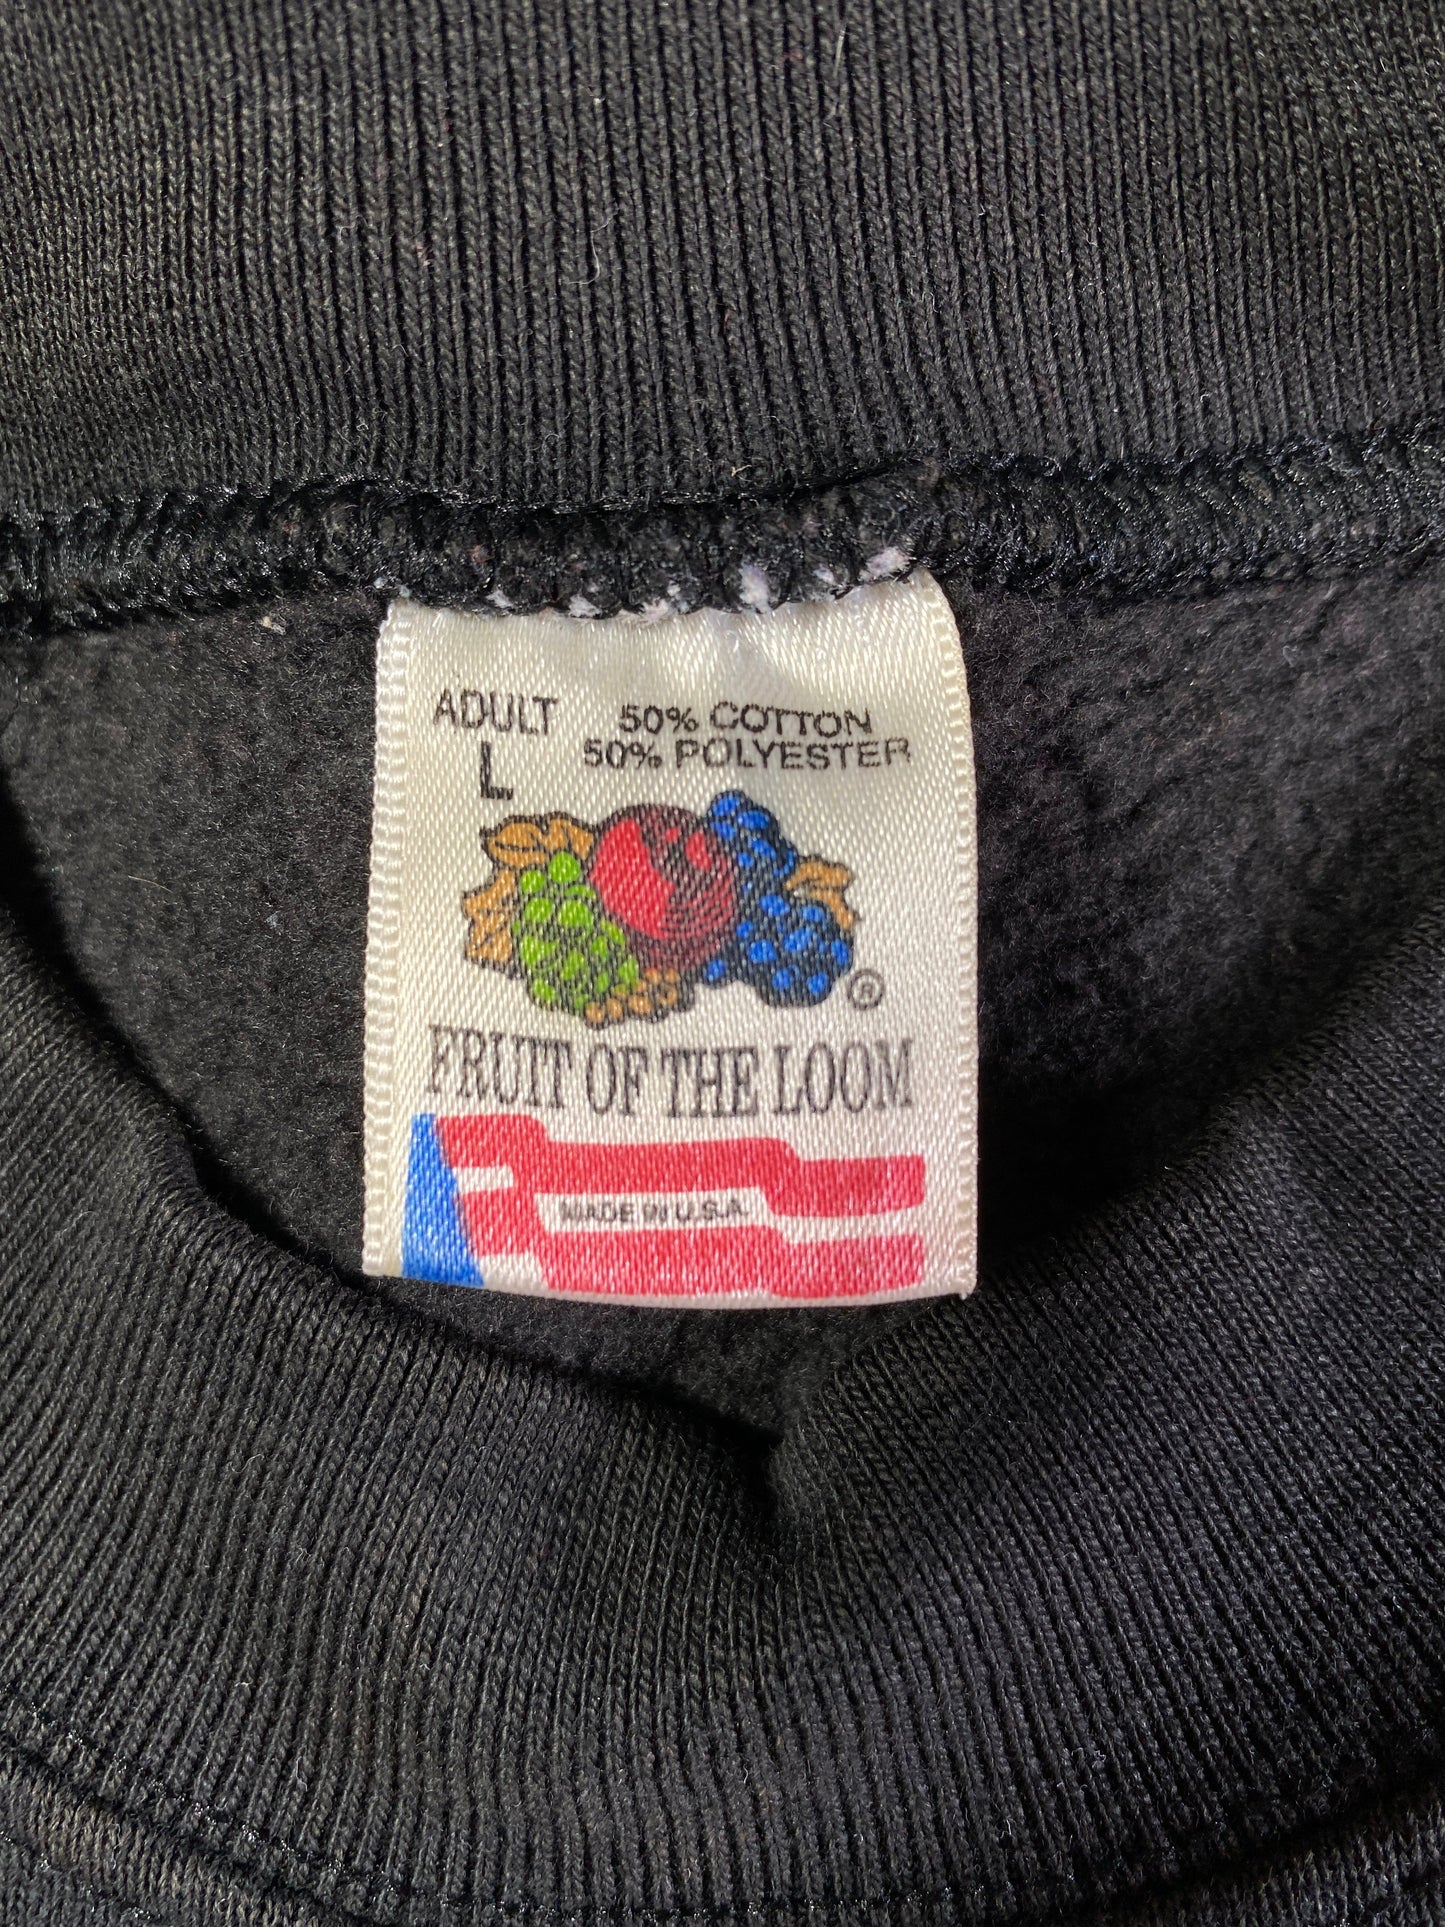 ADULT
L
50% COTTON
50% POLYESTER
®
FRUIT OF THE LOOM
MADE IN U.S.A.